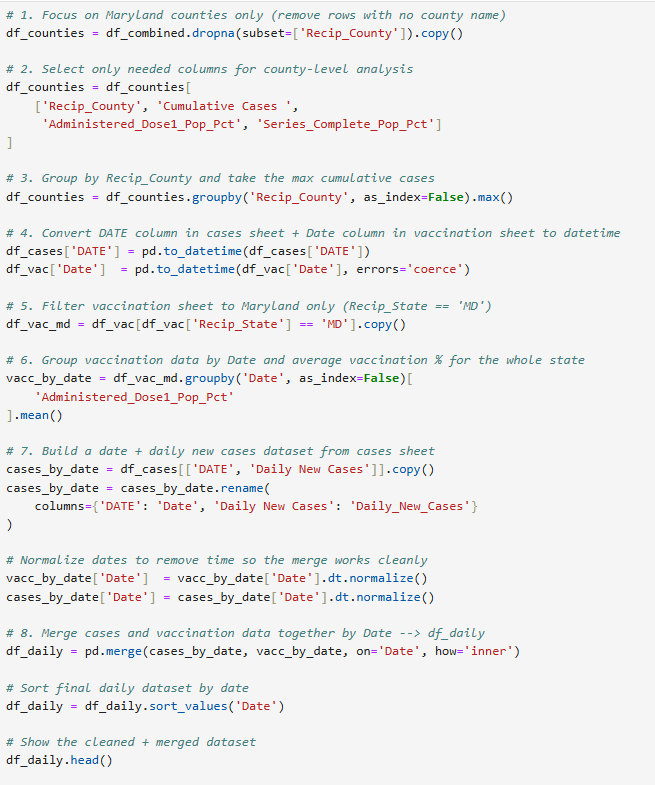 # 1. Focus on Maryland counties only (remove rows with no county name)
df_counties = df_combined.dropna(subset=['Recip_County']).copy()

# 2. Select only needed columns for county-level analysis
df_counties = df_counties[
    ['Recip_County', 'Cumulative Cases ',
     'Administered_Dose1_Pop_Pct', 'Series_Complete_Pop_Pct']
]

# 3. Group by Recip_County and take the max cumulative cases
df_counties = df_counties.groupby('Recip_County', as_index=False).max()

# 4. Convert DATE column in cases sheet + Date column in vaccination sheet to datetime
df_cases['DATE'] = pd.to_datetime(df_cases['DATE'])
df_vac['Date']  = pd.to_datetime(df_vac['Date'], errors='coerce')

# 5. Filter vaccination sheet to Maryland only (Recip_State == 'MD')
df_vac_md = df_vac[df_vac['Recip_State'] == 'MD'].copy()

# 6. Group vaccination data by Date and average vaccination % for the whole state
vacc_by_date = df_vac_md.groupby('Date', as_index=False)[
    'Administered_Dose1_Pop_Pct'
].mean()

# 7. Build a date + daily new cases dataset from cases sheet
cases_by_date = df_cases[['DATE', 'Daily New Cases']].copy()
cases_by_date = cases_by_date.rename(
    columns={'DATE': 'Date', 'Daily New Cases': 'Daily_New_Cases'}
)

# Normalize dates to remove time so the merge works cleanly
vacc_by_date['Date']  = vacc_by_date['Date'].dt.normalize()
cases_by_date['Date'] = cases_by_date['Date'].dt.normalize()

# 8. Merge cases and vaccination data together by Date --> df_daily
df_daily = pd.merge(cases_by_date, vacc_by_date, on='Date', how='inner')

# Sort final daily dataset by date
df_daily = df_daily.sort_values('Date')

# Show the cleaned + merged dataset
df_daily.head()